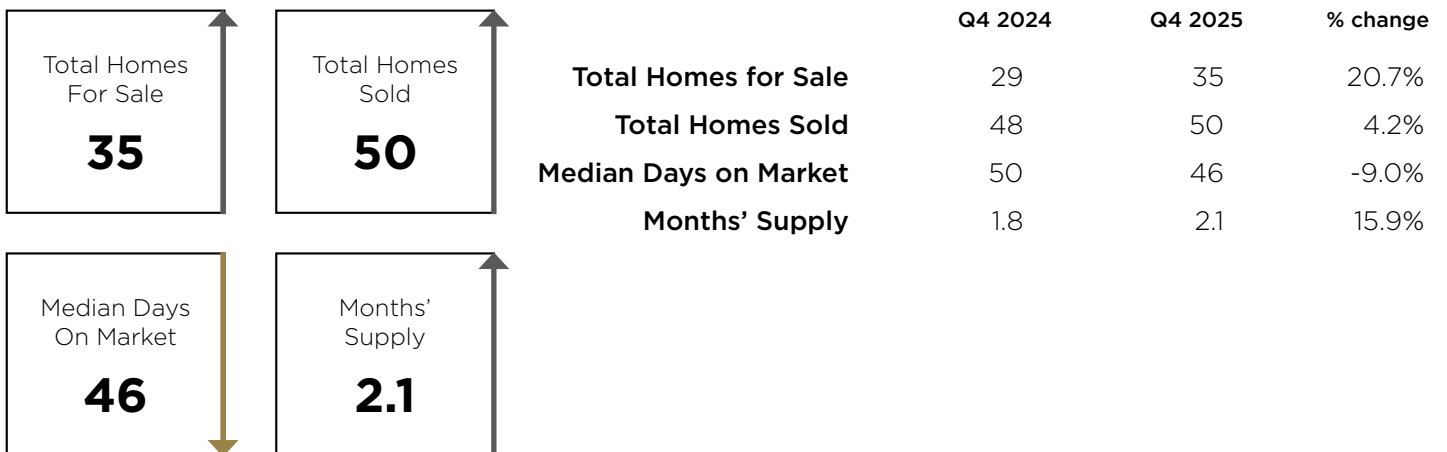 Total Homes
For Sale
35
Total Homes
Sold
50
Median Days
On Market
46
Months’
Supply
2.1
Q4 2024 Q4 2025 % change
Total Homes for Sale 29 35 20.7%
Total Homes Sold 48 50 4.2%
Median Days on Market 50 46 -9.0%
Months’ Supply 1.8 2.1 15.9%